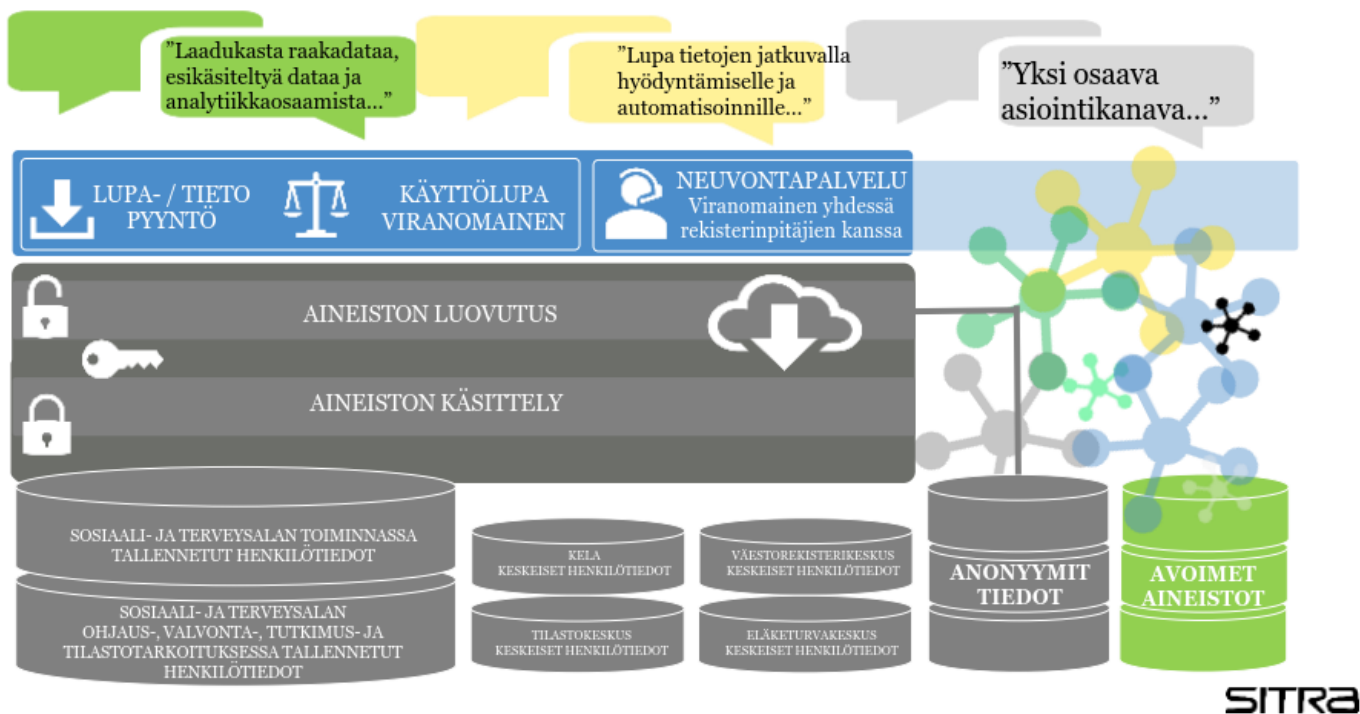 ”Laadukasta raakadataa,
esikäsiteltyä dataa ja
analytiikkaosaamista...”
”Lupa tietojen jatkuvalla
hyödyntämiselle ja
automatisoinnille...”
”Yksi osaava
asiointikanava...”
LUPA- / TIETO
PYYNTÖ
KÄYTTÖLUPA
VIRANOMAINEN
NEUVONTAPALVELU
Viranomainen yhdessä
rekisterinpitäjien kanssa
AINEISTON LUOVUTUS
AINEISTON KÄSITTELY
SOSIAALI- JA TERVEYSALAN TOIMINNASSA
TALLENNETUT HENKILÖTIEDOT
SOSIAALI- JA TERVEYSALAN
OHJAUS-, VALVONTA-, TUTKIMUS- JA
TILASTOTARKOITUKSESSA TALLENNETUT
HENKILÖTIEDOT
KELA
KESKEISET HENKILÖTIEDOT
TILASTOKESKUS
KESKEISET HENKILÖTIEDOT
VÄESTOREKISTERIKESKUS
KESKEISET HENKILÖTIEDOT
ELÄKETURVAKESKUS
KESKEISET HENKILÖTIEDOT
ANONYYMIT
TIEDOT
AVOIMET
AINEISTOT
SITRA